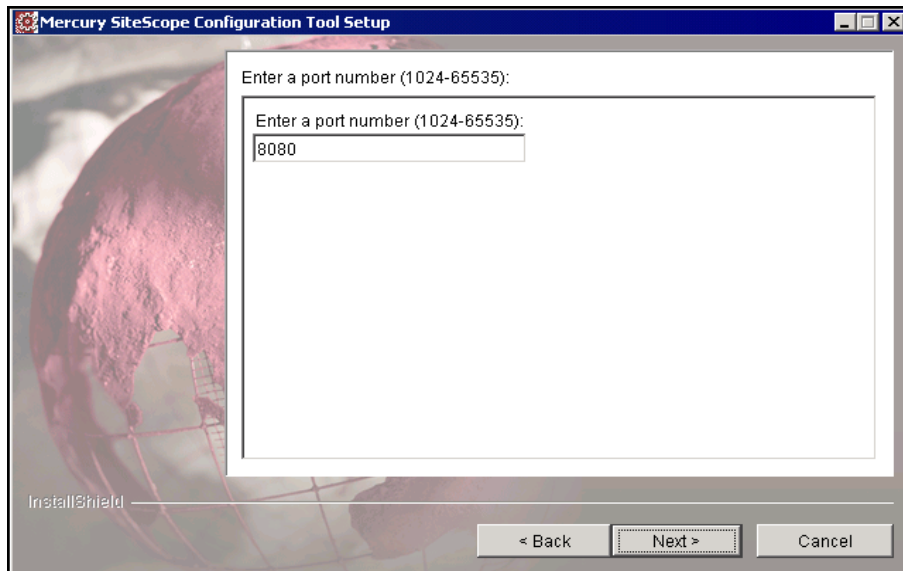 Mercury SiteScope Configuration Tool Setup
Enter a port number (1024-65535):
Enter a port number (1024-65535):
8080
InstallShield
< Back Next > Cancel